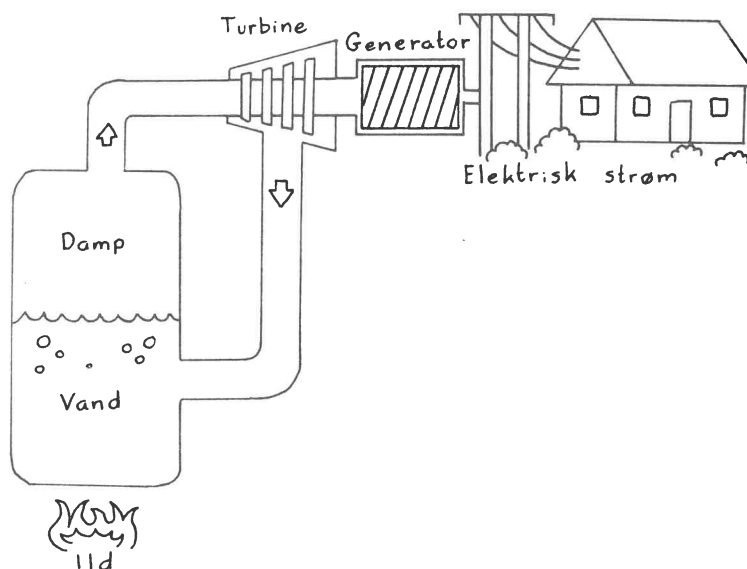 Turbine
Generator
Elektrisk strøm
Damp
Vand
Ild